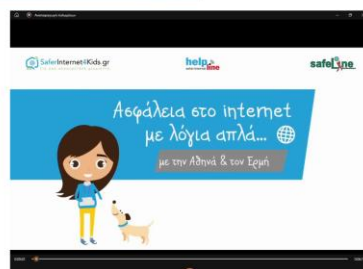 SaferInternet4Kids.gr
help line
safeLine
Ασφάλεια στο internet
με λόγια απλά...
με την Αθηνά & τον Ερμή